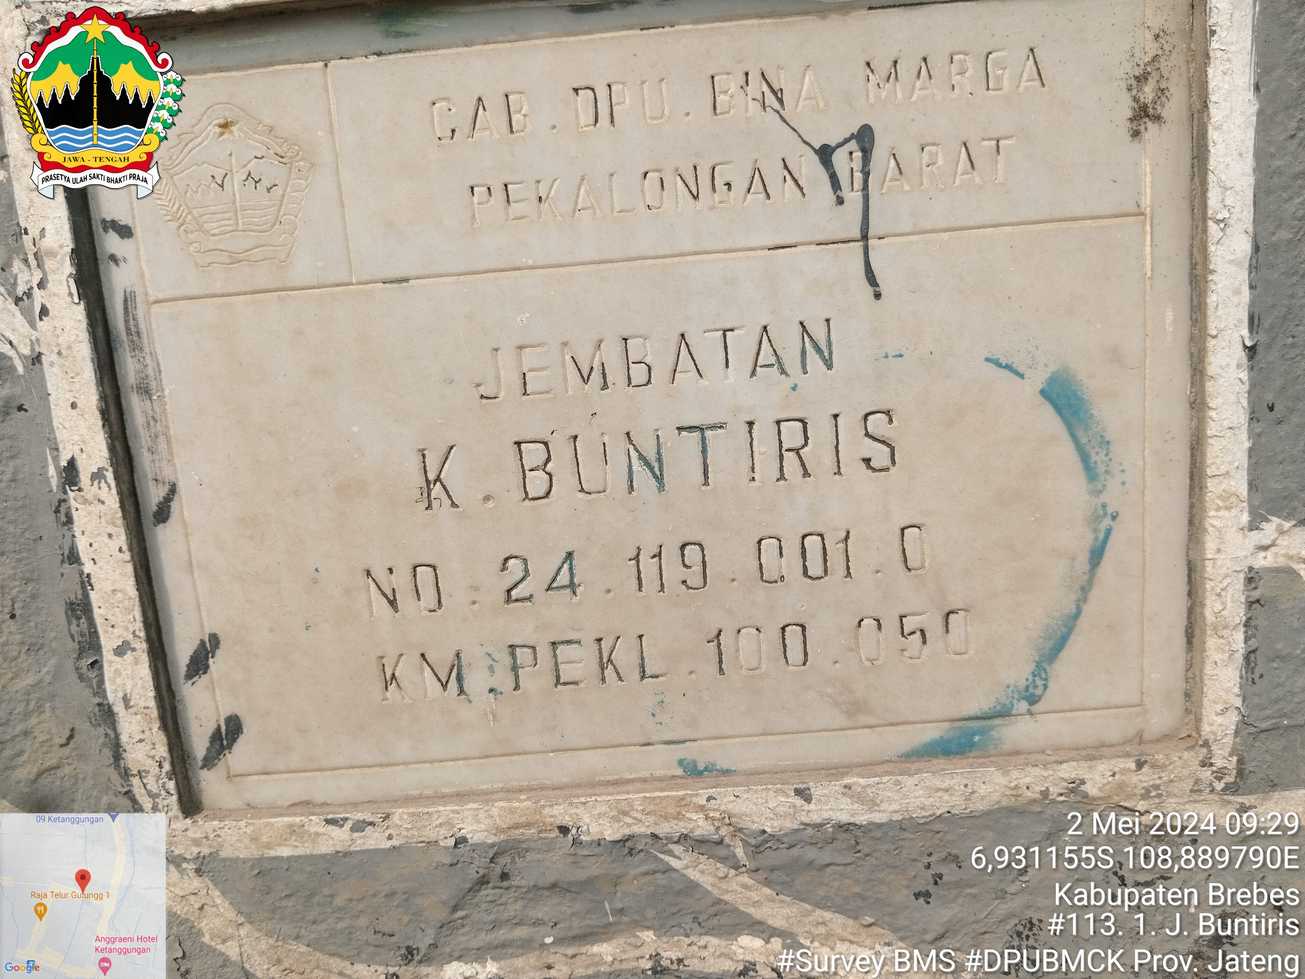 JAWA - TENGAH
PRASETYA ULAH SAKTI BHAKTI PRAJA
CAB. DPU. BINA MARGA
PEKALONGAN BARAT
JEMBATAN
K. BUNTIRIS
NO. 24.119.001.0
KM.PEKL.100.050
09 Ketanggungan
Raja Telur Gulungg 1
Anggraeni Hotel
Ketanggungan
Google
2 Mei 2024 09:29
6,931155S,108,889790E
Kabupaten Brebes
#113. 1. J. Buntiris
#Survey BMS #DPUBMCK Prov. Jateng